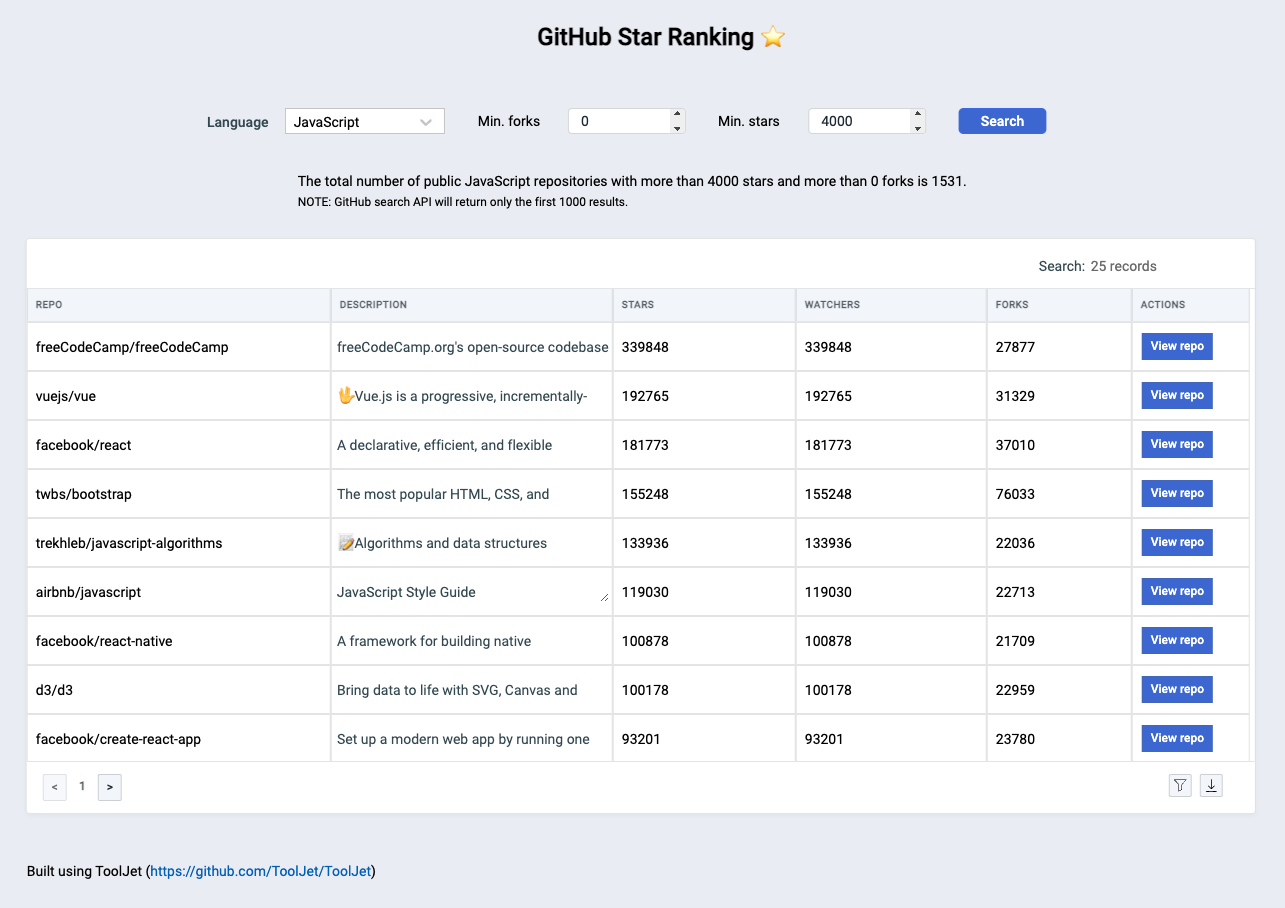 GitHub Star Ranking ⭐
Language JavaScript Min. forks 0 Min. stars 4000 Search
The total number of public JavaScript repositories with more than 4000 stars and more than 0 forks is 1531.
NOTE: GitHub search API will return only the first 1000 results.
Search: 25 records
REPO DESCRIPTION STARS WATCHERS FORKS ACTIONS
freeCodeCamp/freeCodeCamp freeCodeCamp.org's open-source codebase 339848 339848 27877 View repo
vuejs/vue 🖖Vue.js is a progressive, incrementally- 192765 192765 31329 View repo
facebook/react A declarative, efficient, and flexible 181773 181773 37010 View repo
twbs/bootstrap The most popular HTML, CSS, and 155248 155248 76033 View repo
trekhleb/javascript-algorithms 📝Algorithms and data structures 133936 133936 22036 View repo
airbnb/javascript JavaScript Style Guide 119030 119030 22713 View repo
facebook/react-native A framework for building native 100878 100878 21709 View repo
d3/d3 Bring data to life with SVG, Canvas and 100178 100178 22959 View repo
facebook/create-react-app Set up a modern web app by running one 93201 93201 23780 View repo
< 1 >
Built using ToolJet (https://github.com/ToolJet/ToolJet)